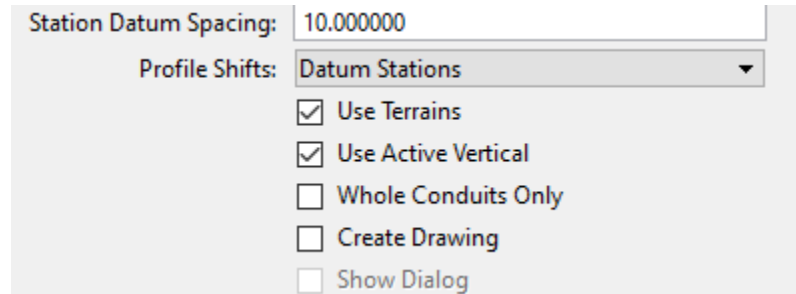 Station Datum Spacing: 10.000000
Profile Shifts: Datum Stations
Use Terrains
Use Active Vertical
Whole Conduits Only
Create Drawing
Show Dialog